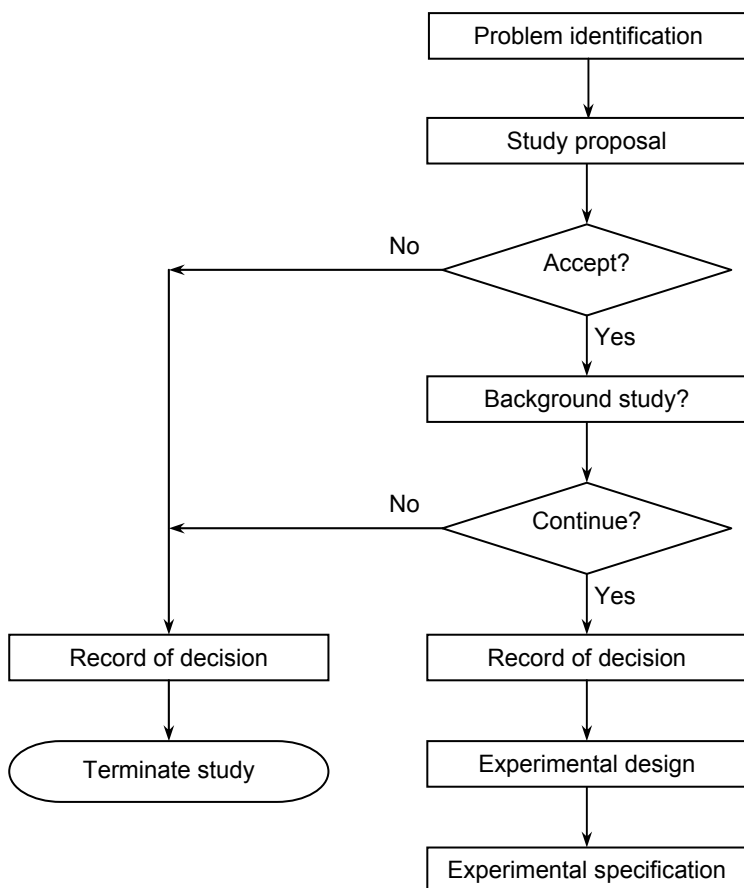 Problem identification
Study proposal
Accept?
No
Yes
Background study?
Continue?
No
Yes
Record of decision
Record of decision
Terminate study
Experimental design
Experimental specification